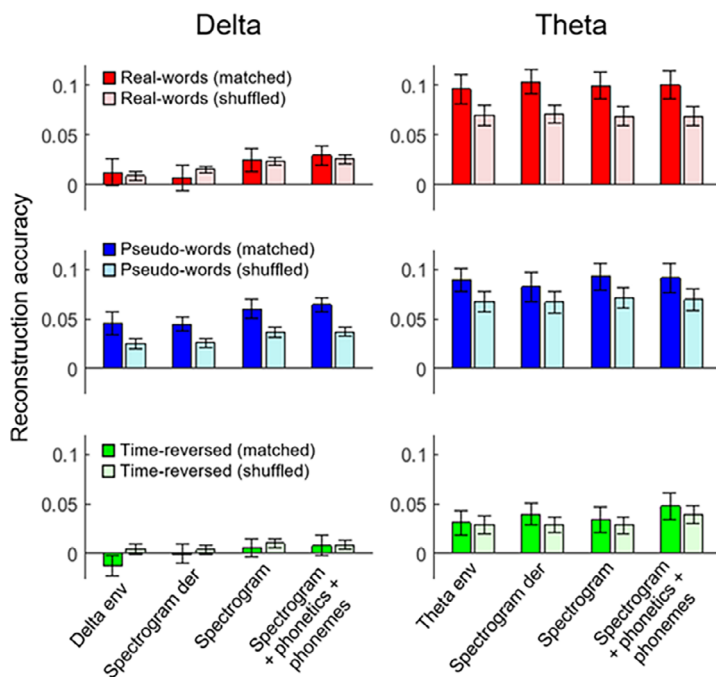 Delta
Theta
Reconstruction accuracy
0.1
0.05
0
Real-words (matched)
Real-words (shuffled)
0.1
0.05
0
0.1
0.05
0
Pseudo-words (matched)
Pseudo-words (shuffled)
0.1
0.05
0
0.1
0.05
0
Time-reversed (matched)
Time-reversed (shuffled)
0.1
0.05
0
Delta env
Spectrogram der
Spectrogram
Spectrogram
+ phonetics +
phonemes
Theta env
Spectrogram der
Spectrogram
Spectrogram
+ phonetics +
phonemes